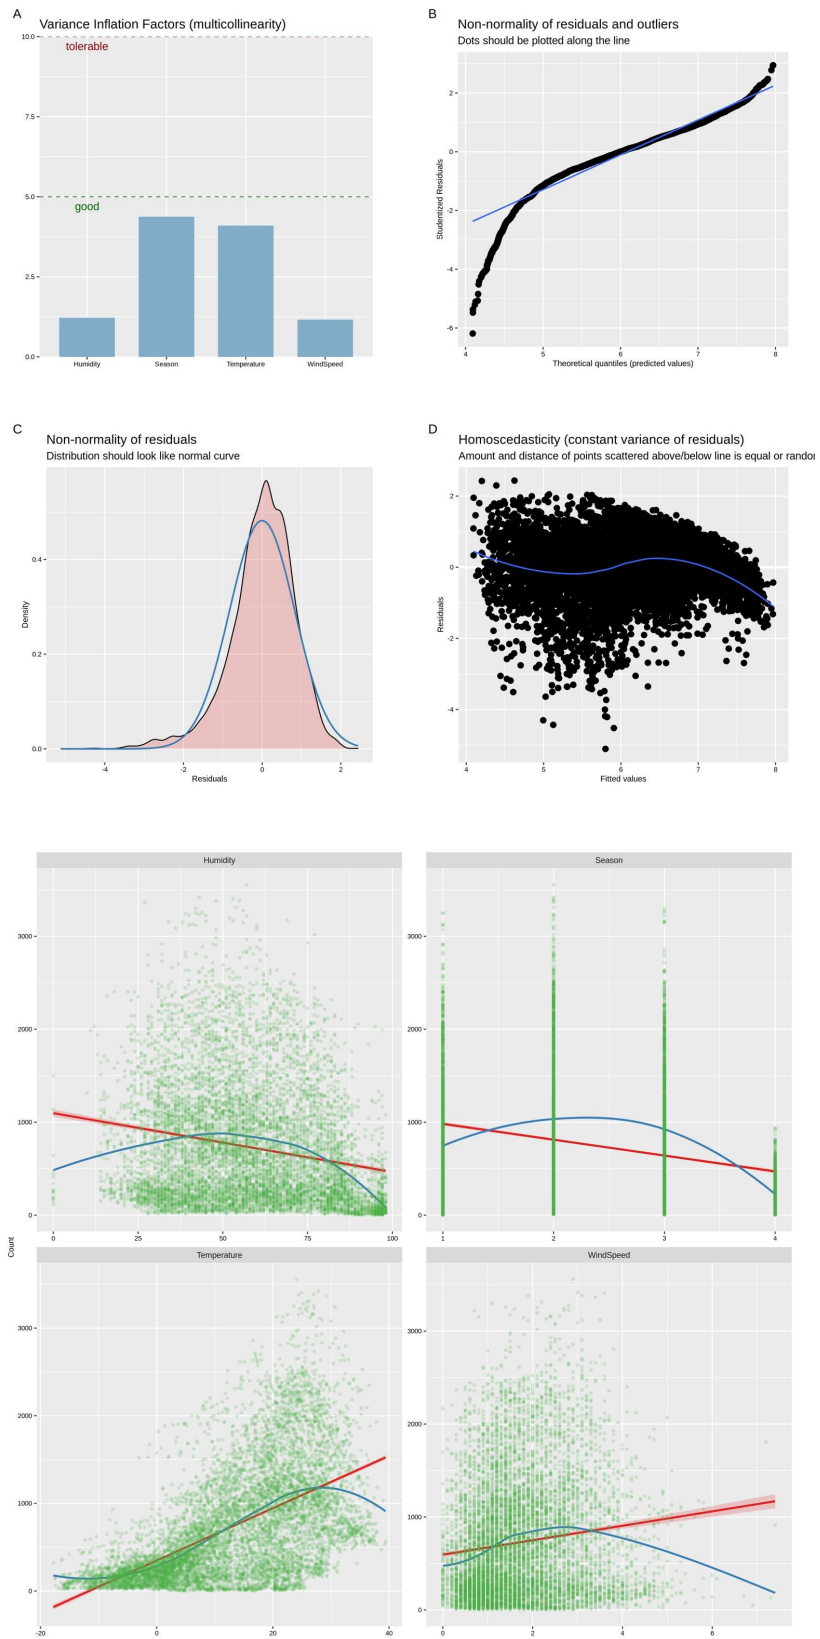 A
Variance Inflation Factors (multicollinearity)
10.0
tolerable
7.5
5.0
good
2.5
0.0
Humidity Season Temperature WindSpeed
B
Non-normality of residuals and outliers
Dots should be plotted along the line
Studentized Residuals
2
0
-2
-4
-6
4 5 6 7 8
Theoretical quantiles (predicted values)
C
Non-normality of residuals
Distribution should look like normal curve
Density
0.4
0.2
0.0
-4 -2 0 2
Residuals
D
Homoscedasticity (constant variance of residuals)
Amount and distance of points scattered above/below line is equal or randor
Residuals
2
0
-2
-4
4 5 6 7 8
Fitted values
Count
Humidity
3000
2000
1000
0
0 25 50 75 100
Season
3000
2000
1000
0
1 2 3 4
Temperature
3000
2000
1000
0
-20 0 20 40
WindSpeed
3000
2000
1000
0
0 2 4 6